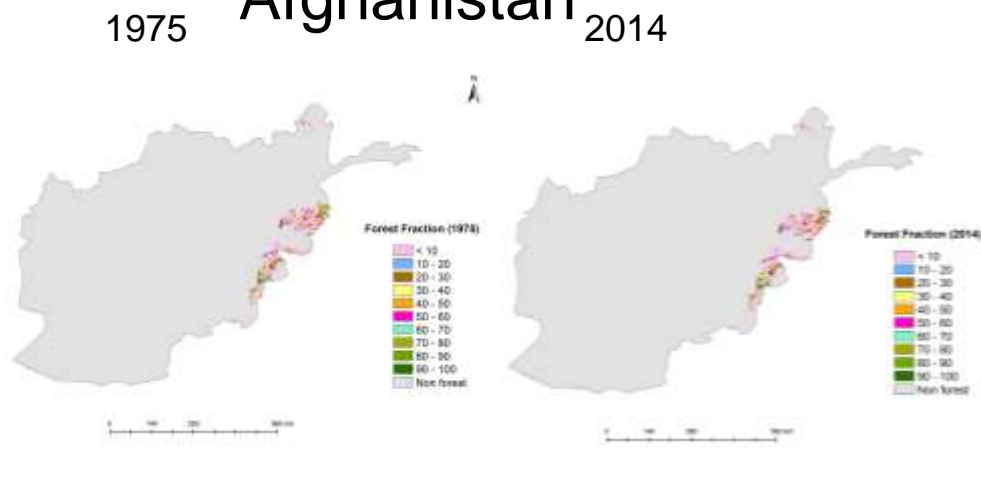 Afghanistan
1975
2014
N
Forest Fraction (1975)
< 10
10 - 20
20 - 30
30 - 40
40 - 50
50 - 60
60 - 70
70 - 80
80 - 90
90 - 100
Non forest
Forest Fraction (2014)
< 10
10 - 20
20 - 30
30 - 40
40 - 50
50 - 60
60 - 70
70 - 80
80 - 90
90 - 100
Non forest